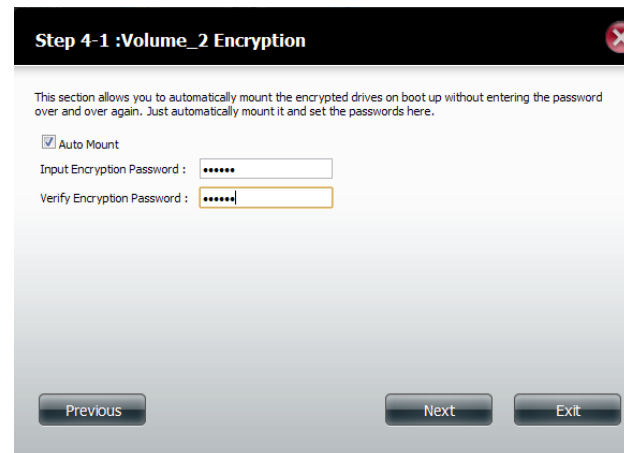 Step 4-1 :Volume_2 Encryption
This section allows you to automatically mount the encrypted drives on boot up without entering the password
over and over again. Just automatically mount it and set the passwords here.
Auto Mount
Input Encryption Password : ••••••
Verify Encryption Password : ••••••
Previous Next Exit